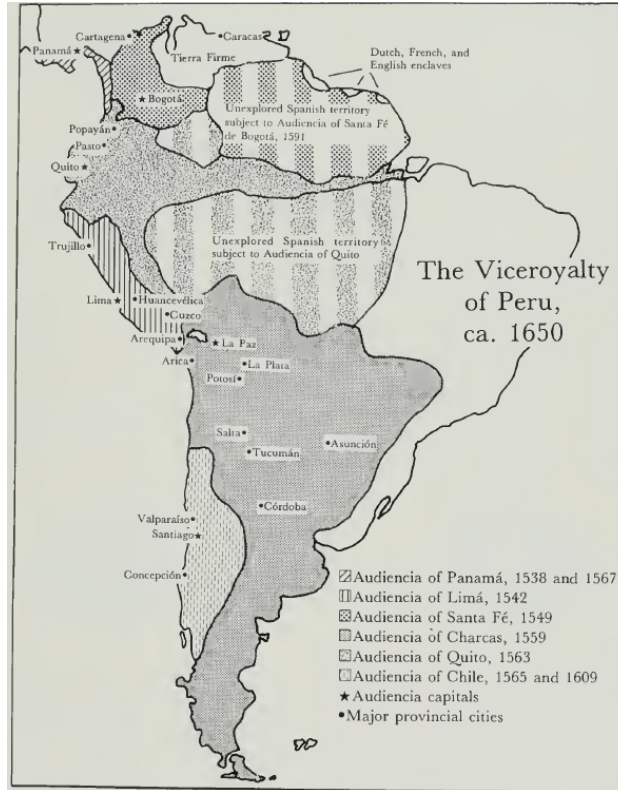 Cartagena
Caracas
Panamá
Tierra Firme
Dutch, French, and
English enclaves
Bogotá
Unexplored Spanish territory
subject to Audiencia of Santa Fé
de Bogotá, 1591
Popayán
Pasto
Quito
Trujillo
Unexplored Spanish territory
subject to Audiencia of Quito
The Viceroyalty
of Peru,
ca. 1650
Lima
Huancevélica
Cuzco
Arequipa
La Paz
Arica
La Plata
Potosí
Salta
Asunción
Tucumán
Córdoba
Valparaíso
Santiago
Concepción
Audiencia of Panamá, 1538 and 1567
Audiencia of Limá, 1542
Audiencia of Santa Fé, 1549
Audiencia of Charcas, 1559
Audiencia of Quito, 1563
Audiencia of Chile, 1565 and 1609
★Audiencia capitals
•Major provincial cities